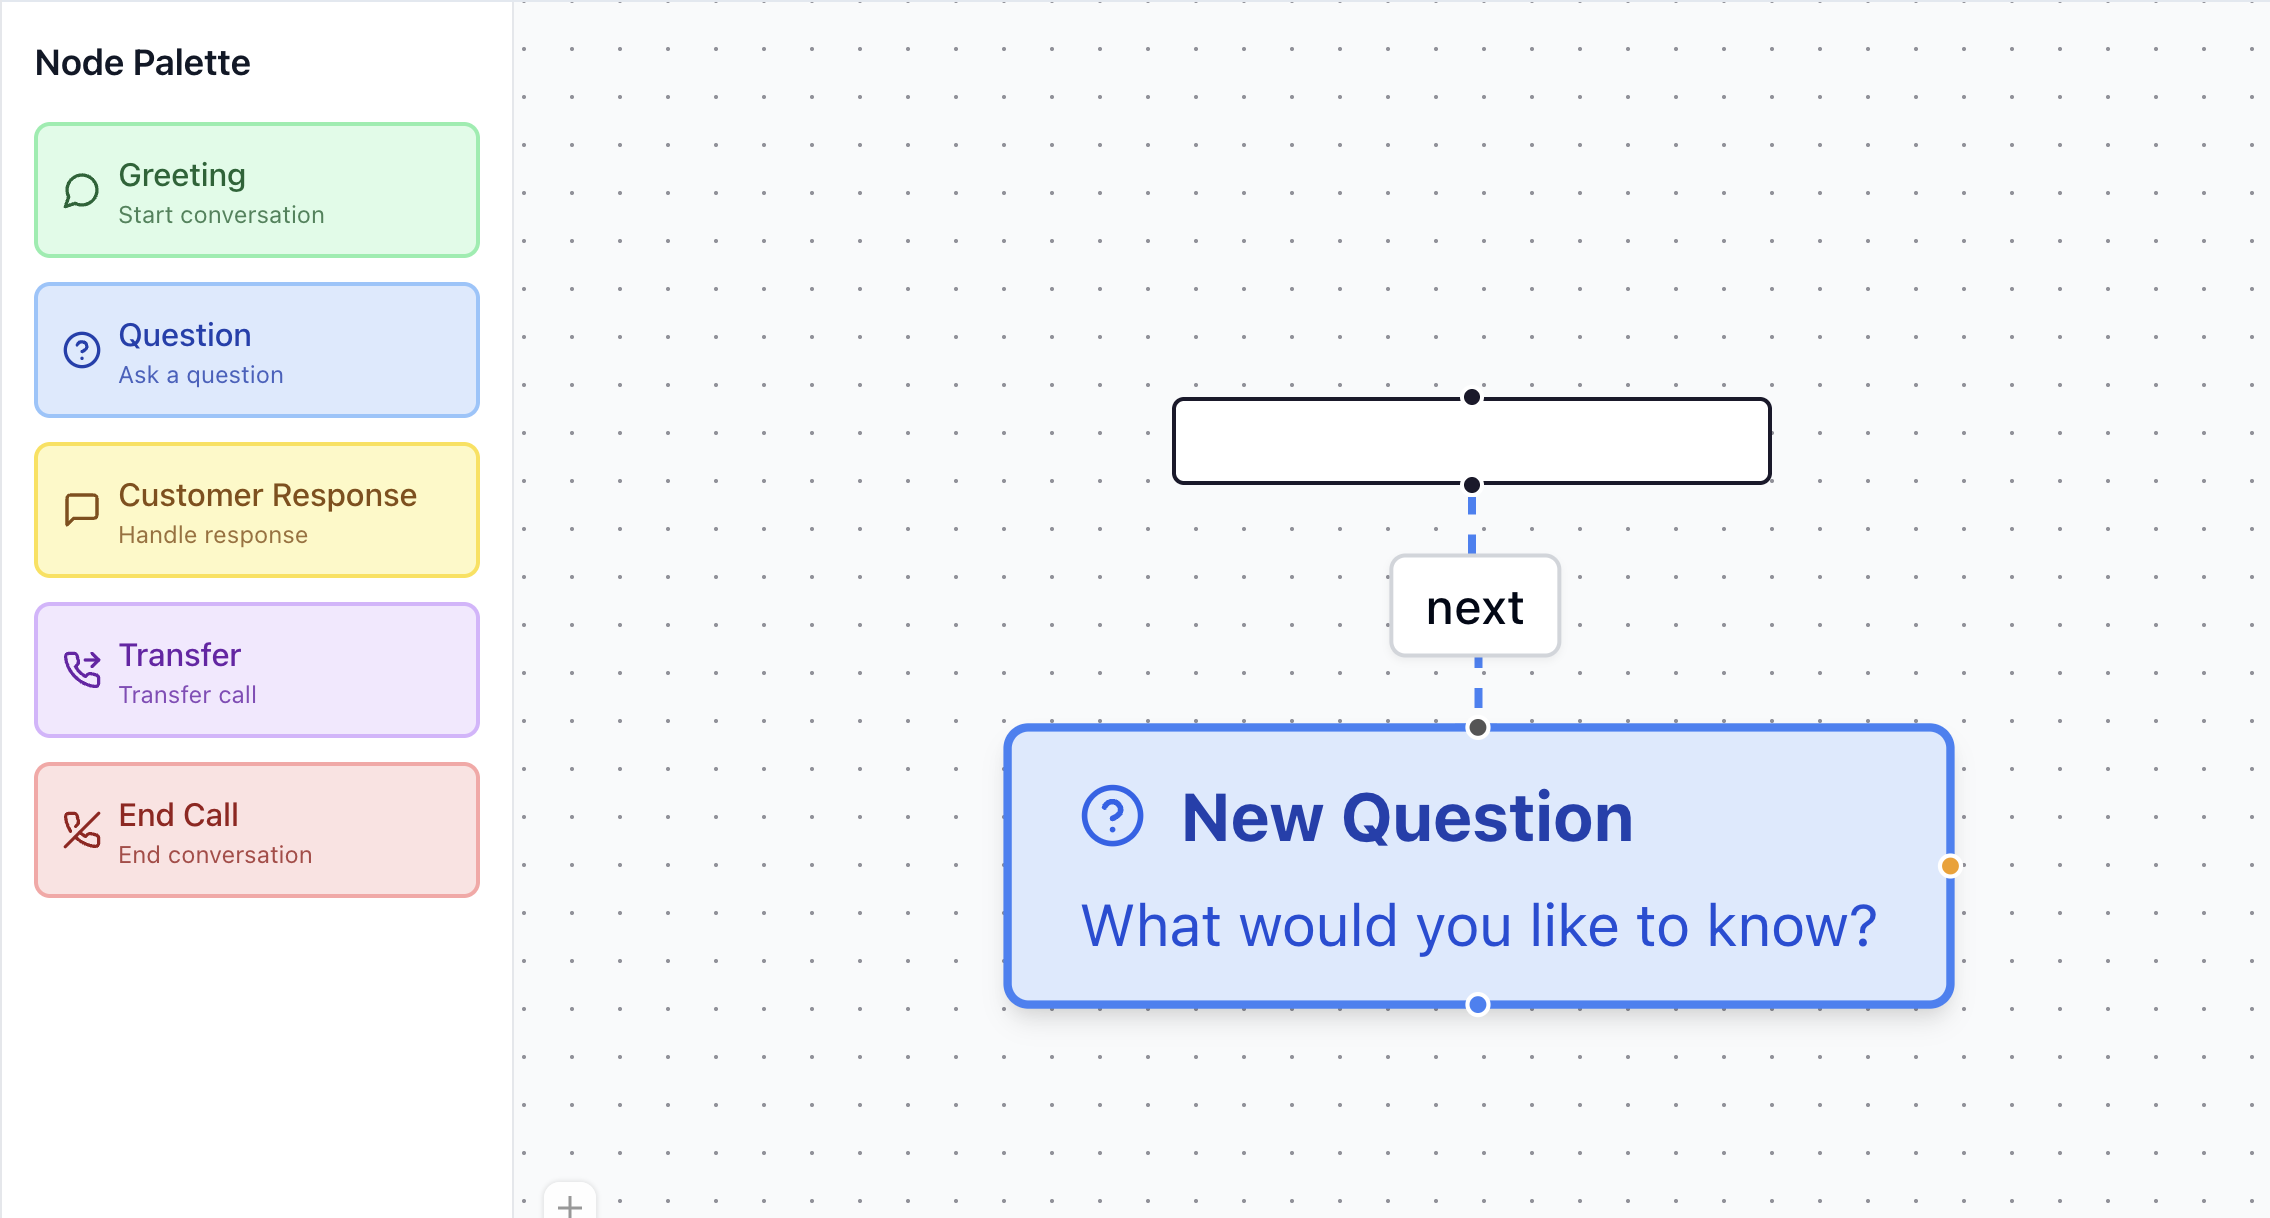 Node Palette
Greeting
Start conversation
Question
Ask a question
Customer Response
Handle response
Transfer
Transfer call
End Call
End conversation
next
New Question
What would you like to know?